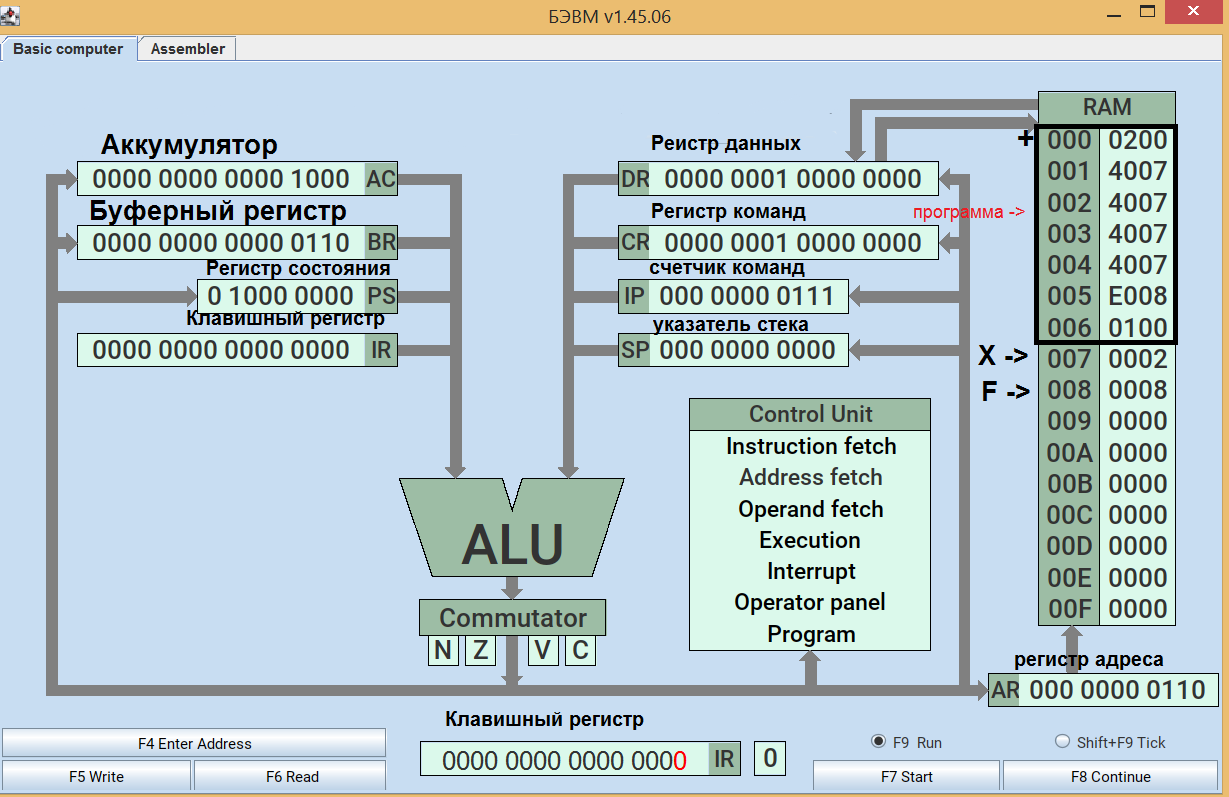 БЭВМ v1.45.06
Basic computer
Assembler
RAM
Аккумулятор
Реистр данных
+ 000 0200
0000 0000 0000 1000 AC
DR 0000 0001 0000 0000
001 4007
Буферный регистр
Регистр команд
программа ->
002 4007
0000 0000 0000 0110 BR
CR 0000 0001 0000 0000
003 4007
Регистр состояния
счетчик команд
004 4007
0 1000 0000 PS
IP 000 0000 0111
005 E008
Клавишный регистр
указатель стека
006 0100
0000 0000 0000 0000 IR
SP 000 0000 0000
X -> 007 0002
F -> 008 0008
009 0000
00A 0000
00B 0000
00C 0000
00D 0000
00E 0000
00F 0000
Control Unit
Instruction fetch
Address fetch
Operand fetch
Execution
Interrupt
Operator panel
Program
ALU
Commutator
N Z V C
регистр адреса
AR 000 0000 0110
Клавишный регистр
0000 0000 0000 0000 IR 0
F4 Enter Address
F9 Run
Shift+F9 Tick
F5 Write
F6 Read
F7 Start
F8 Continue